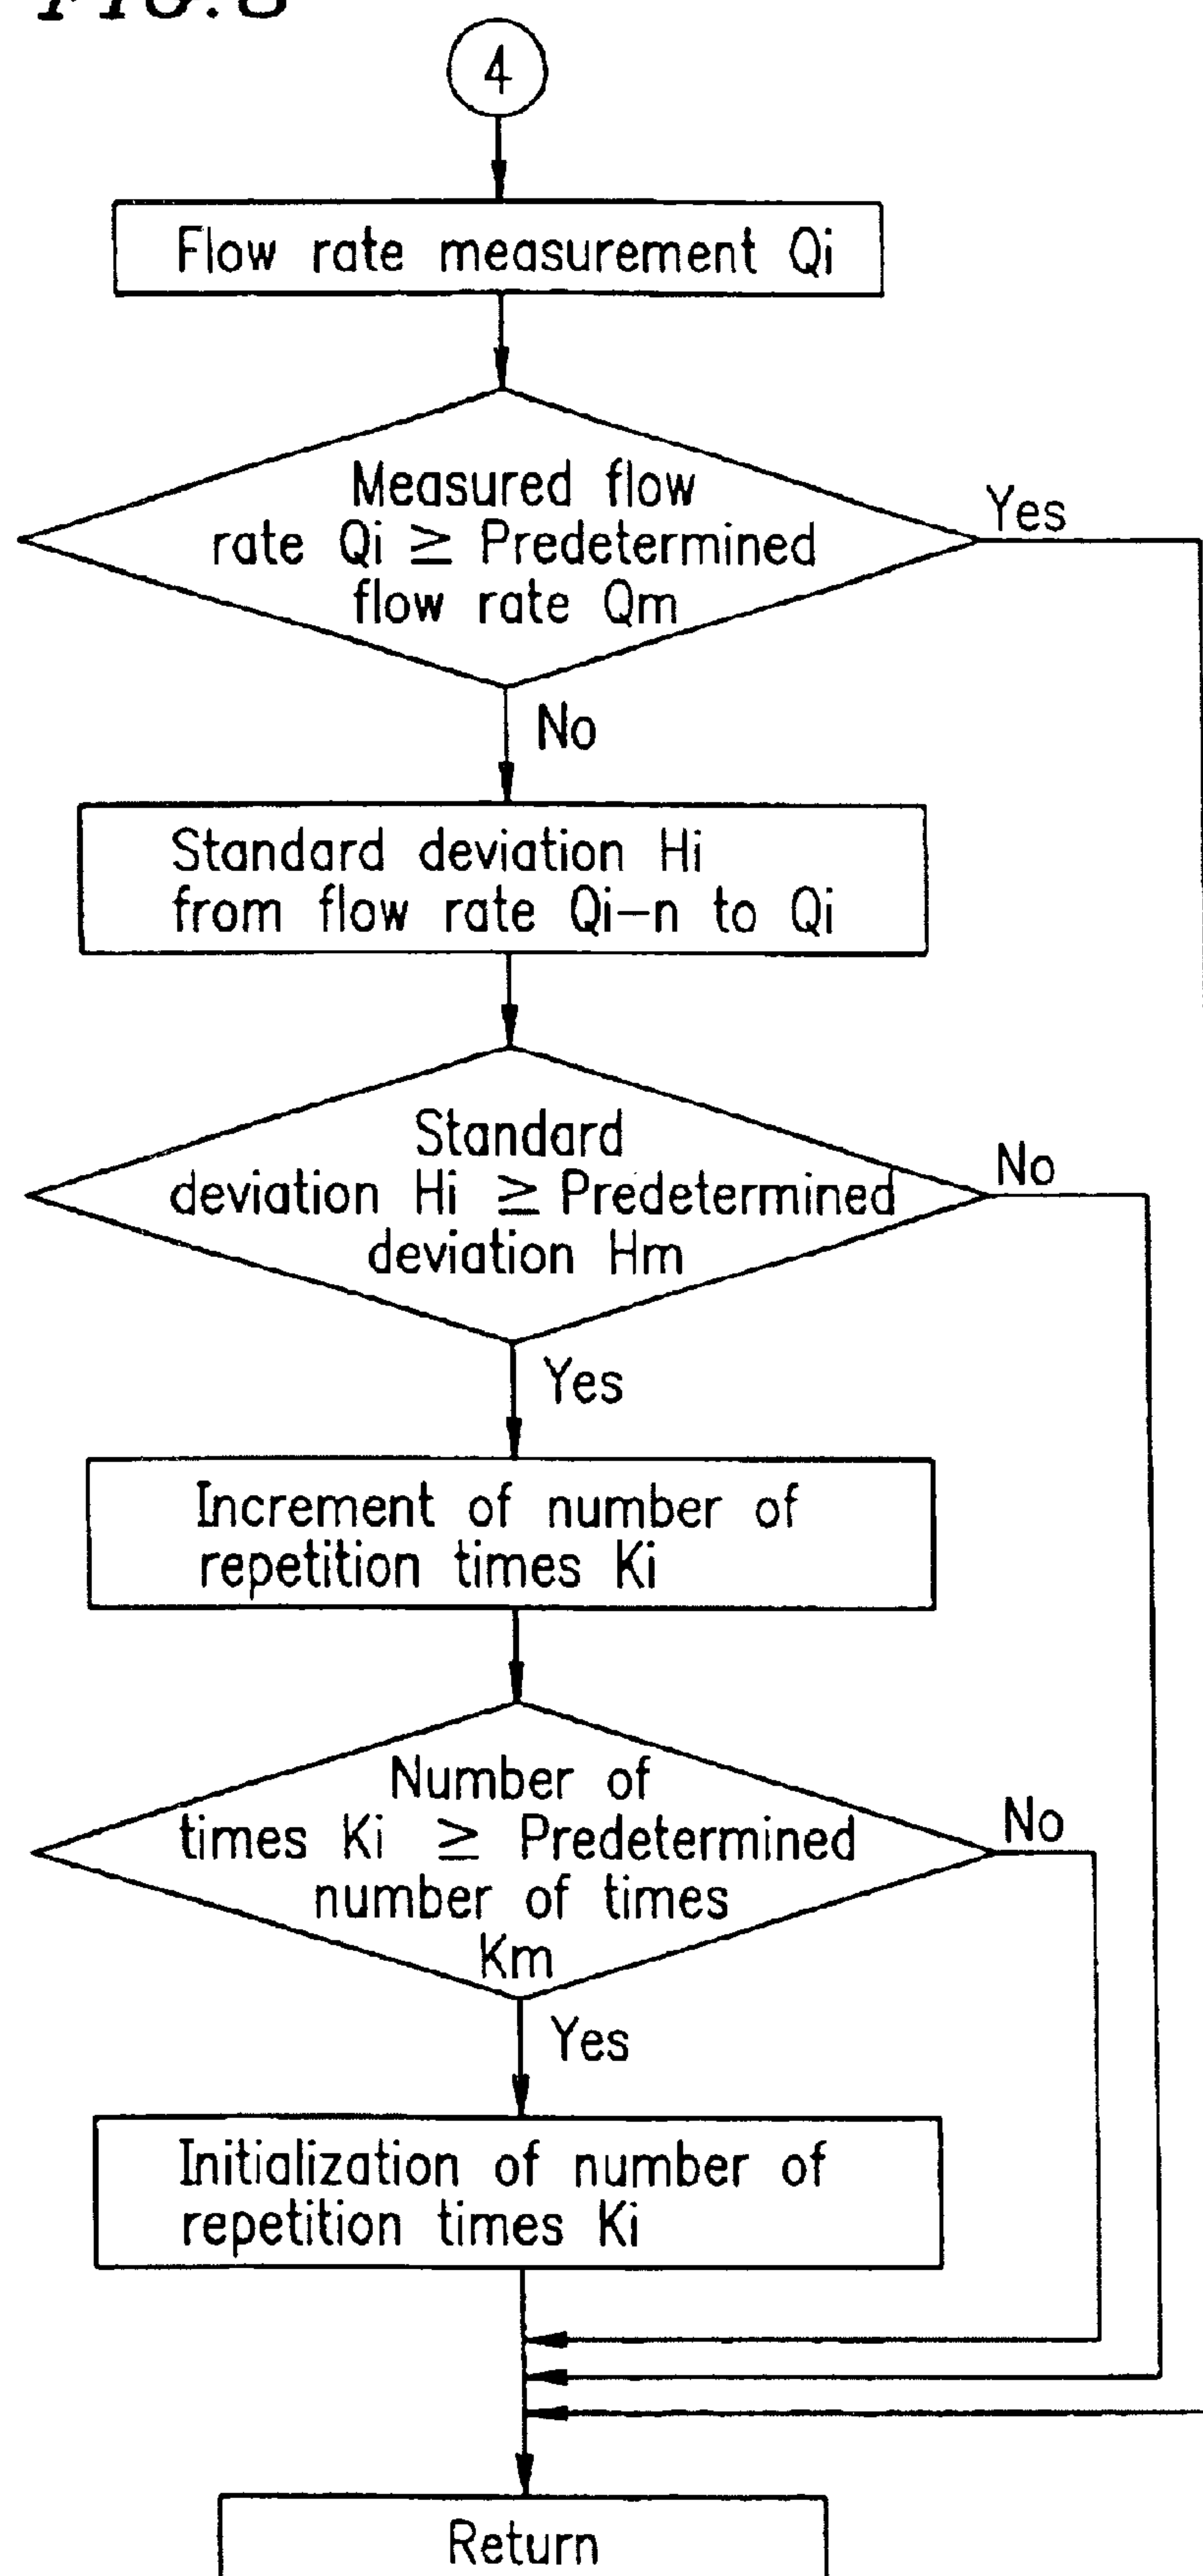 4
Flow rate measurement Qi
Measured flow
rate Qi ≥ Predetermined
flow rate Qm
Yes
No
Standard deviation Hi
from flow rate Qi-n to Qi
Standard
deviation Hi ≥ Predetermined
deviation Hm
No
Yes
Increment of number of
repetition times Ki
Number of
times Ki ≥ Predetermined
number of times
Km
No
Yes
Initialization of number of
repetition times Ki
Return